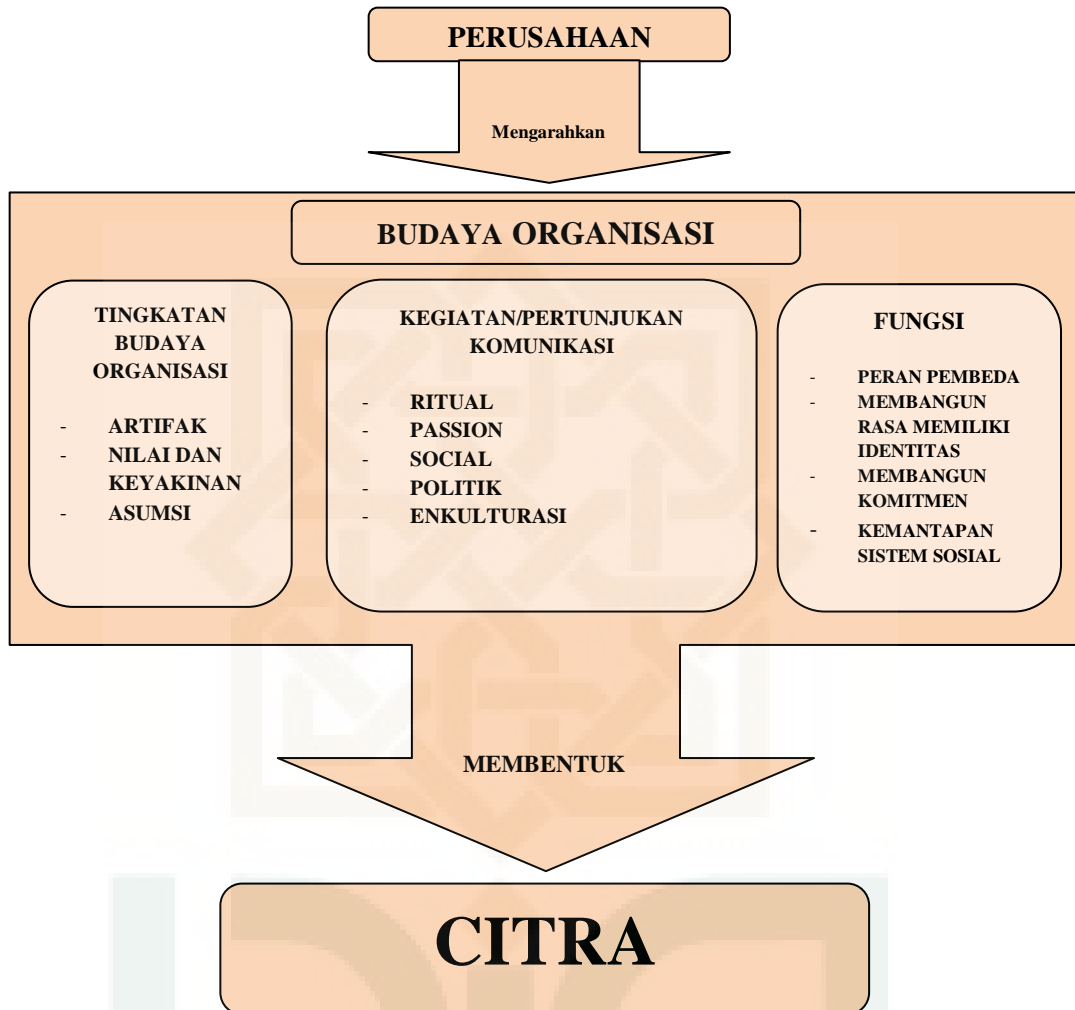 PERUSAHAAN
Mengarahkan
BUDAYA ORGANISASI
TINGKATAN
BUDAYA
ORGANISASI
- ARTIFAK
- NILAI DAN
KEYAKINAN
- ASUMSI
KEGIATAN/PERTUNJUKAN
KOMUNIKASI
- RITUAL
- PASSION
- SOCIAL
- POLITIK
- ENKULTURASI
FUNGSI
- PERAN PEMBEDA
- MEMBANGUN
RASA MEMILIKI
IDENTITAS
- MEMBANGUN
KOMITMEN
- KEMANTAPAN
SISTEM SOSIAL
MEMBENTUK
CITRA